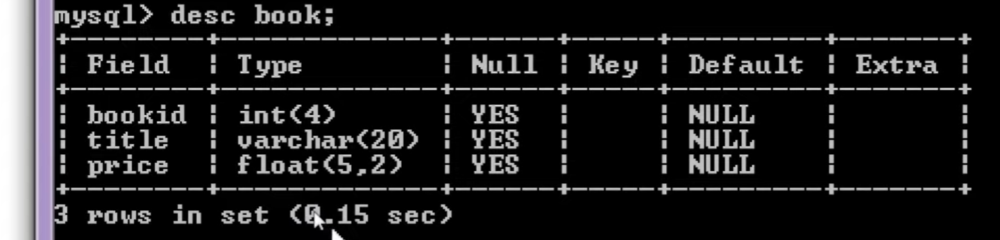 mysql> desc book;
+---------+-------------+------+-----+---------+-------+
| Field | Type | Null | Key | Default | Extra |
+---------+-------------+------+-----+---------+-------+
| bookid | int(4) | YES | | NULL | |
| title | varchar(20) | YES | | NULL | |
| price | float(5,2) | YES | | NULL | |
+---------+-------------+------+-----+---------+-------+
3 rows in set (0.15 sec)